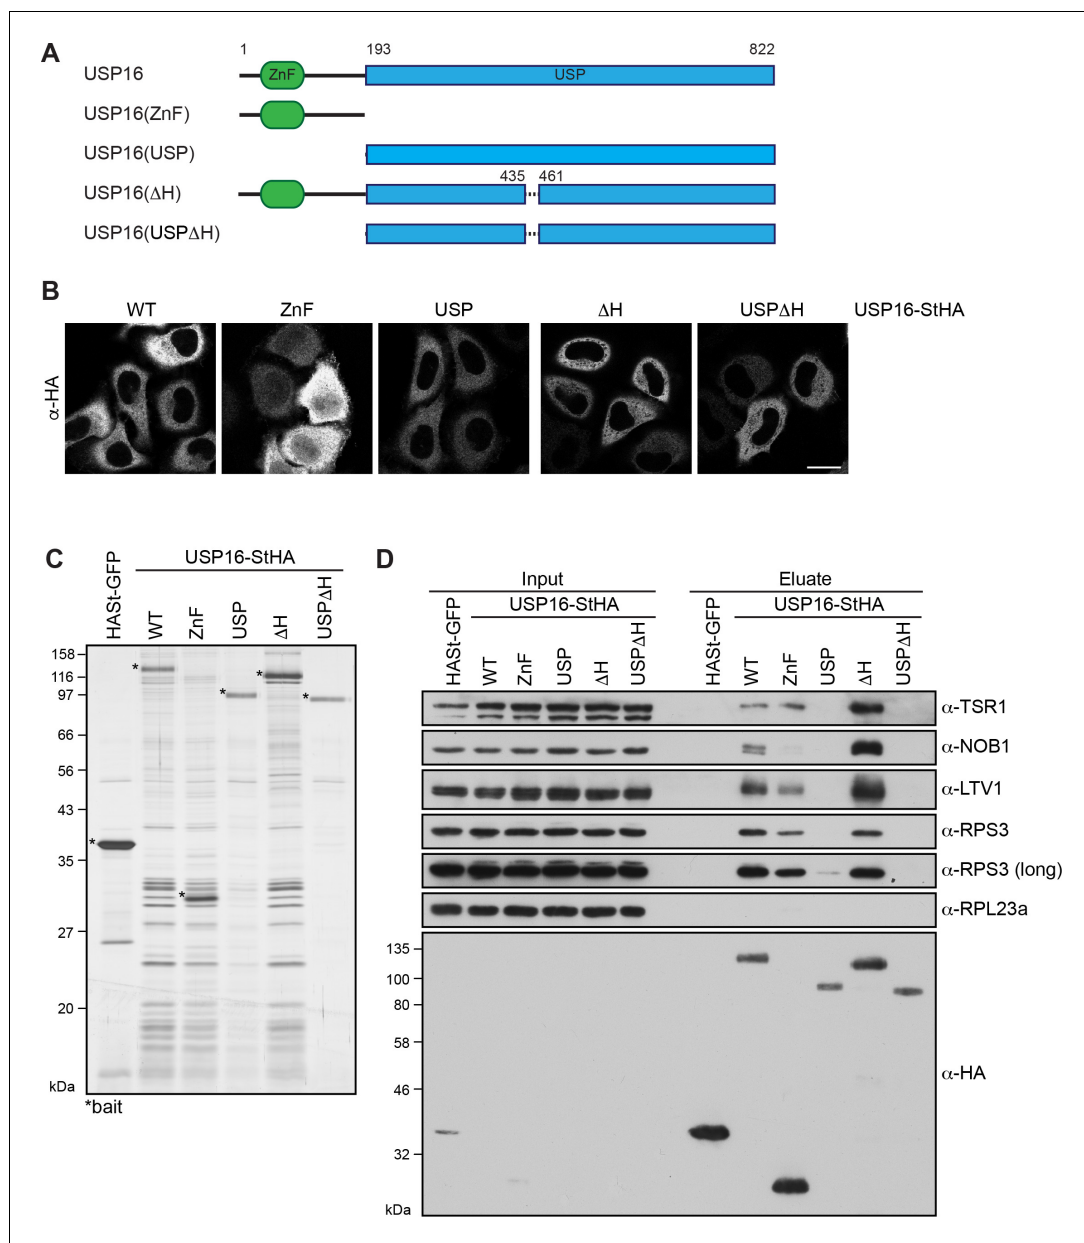 A
1 193 822
USP16 ZnF USP
USP16(ZnF)
USP16(USP)
435 461
USP16(ΔH)
USP16(USPΔH)
B
WT ZnF USP ΔH USPΔH USP16-StHA
α-HA
C
USP16-StHA
HASt-GFP WT ZnF USP ΔH USPΔH
158
116
97
66
56
43
35
27
20
kDa
*
*
*
*
*
*
*bait
D
Input Eluate
USP16-StHA USP16-StHA
HASt-GFP WT ZnF USP ΔH USPΔH HASt-GFP WT ZnF USP ΔH USPΔH
α-TSR1
α-NOB1
α-LTV1
α-RPS3
α-RPS3 (long)
α-RPL23a
135
100
80
58
46
32
kDa
α-HA